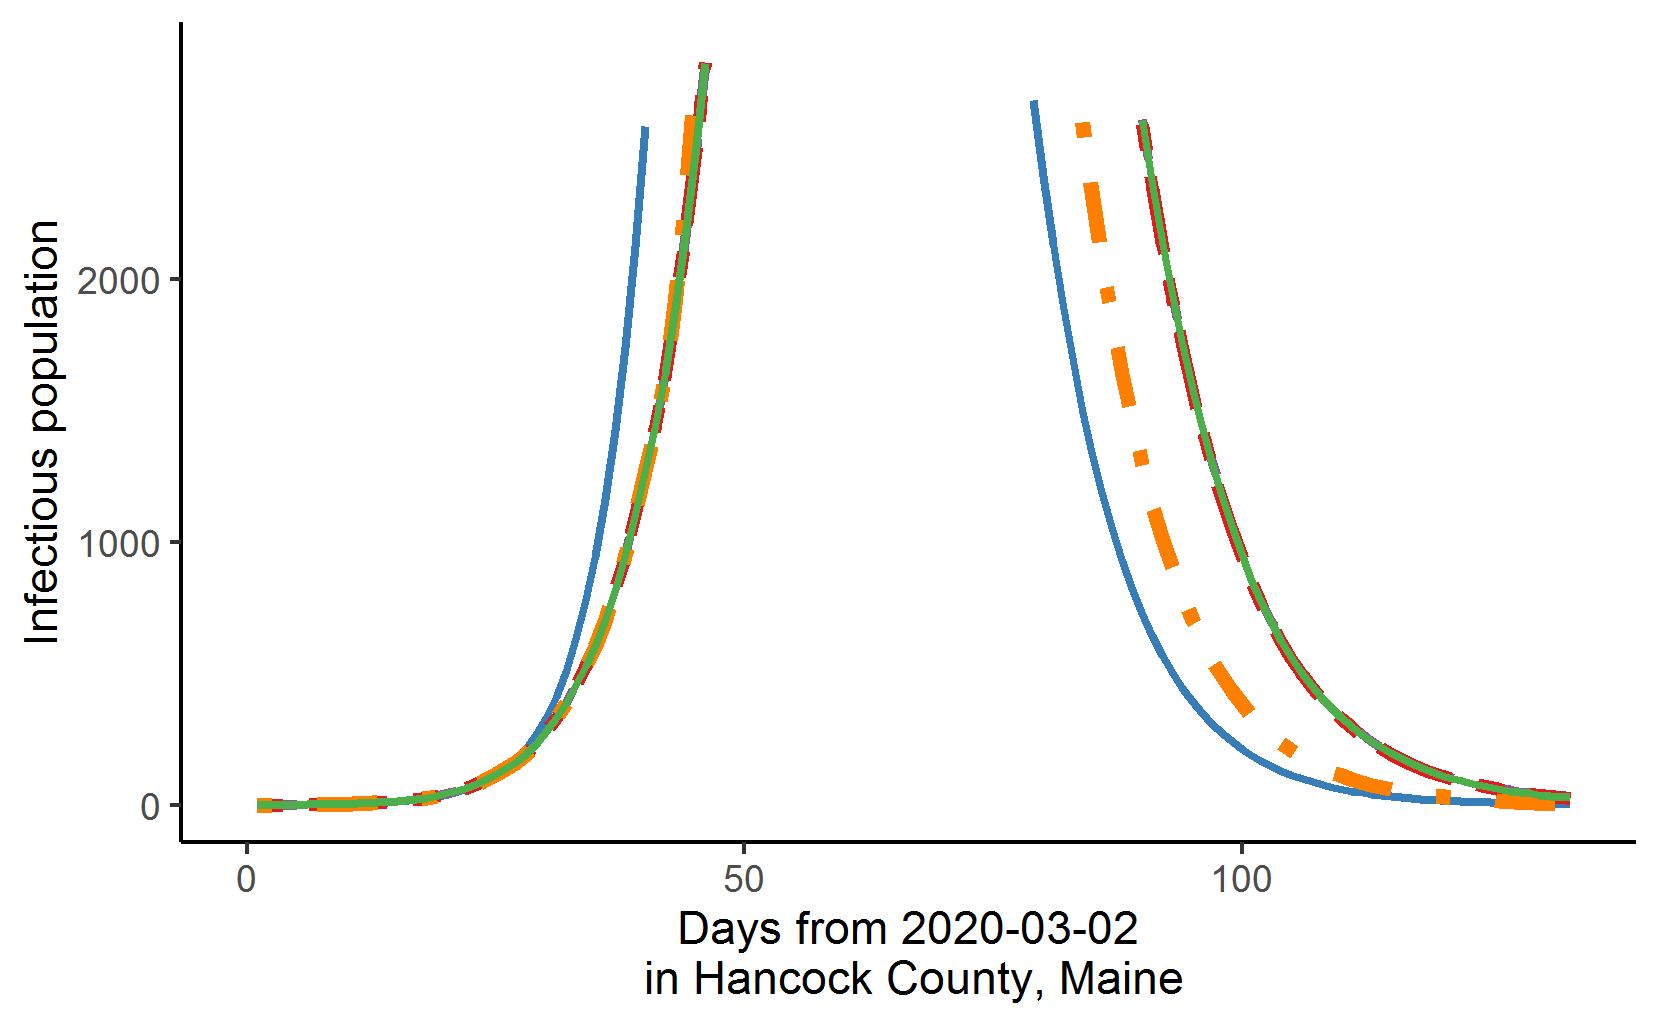 Infectious population
2000
1000
0
0 50 100
Days from 2020-03-02
in Hancock County, Maine